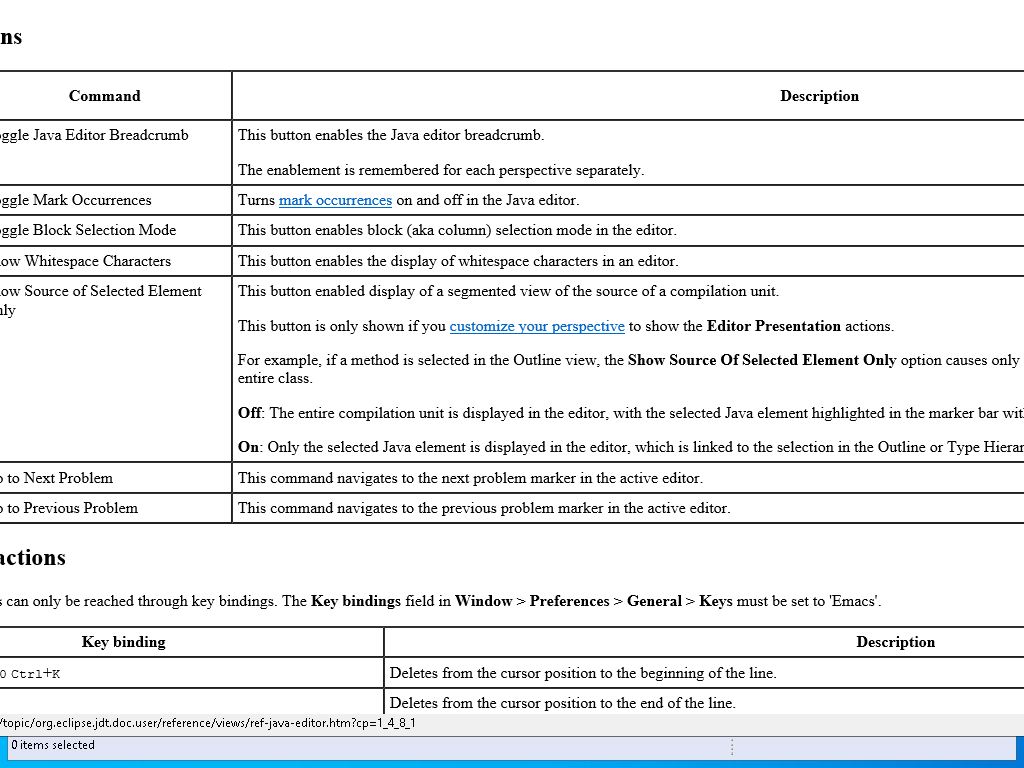 ns
Command Description
ggle Java Editor Breadcrumb This button enables the Java editor breadcrumb.
The enablement is remembered for each perspective separately.
ggle Mark Occurrences Turns mark occurrences on and off in the Java editor.
ggle Block Selection Mode This button enables block (aka column) selection mode in the editor.
ow Whitespace Characters This button enables the display of whitespace characters in an editor.
ow Source of Selected Element This button enabled display of a segmented view of the source of a compilation unit.
ly
This button is only shown if you customize your perspective to show the Editor Presentation actions.
For example, if a method is selected in the Outline view, the Show Source Of Selected Element Only option causes only
entire class.
Off: The entire compilation unit is displayed in the editor, with the selected Java element highlighted in the marker bar wit
On: Only the selected Java element is displayed in the editor, which is linked to the selection in the Outline or Type Hierar
o to Next Problem This command navigates to the next problem marker in the active editor.
o to Previous Problem This command navigates to the previous problem marker in the active editor.
actions
s can only be reached through key bindings. The Key bindings field in Window > Preferences > General > Keys must be set to 'Emacs'.
Key binding Description
0 Ctrl+K Deletes from the cursor position to the beginning of the line.
Deletes from the cursor position to the end of the line.
/topic/org.eclipse.jdt.doc.user/reference/views/ref-java-editor.htm?cp=1_4_8_1
0 items selected